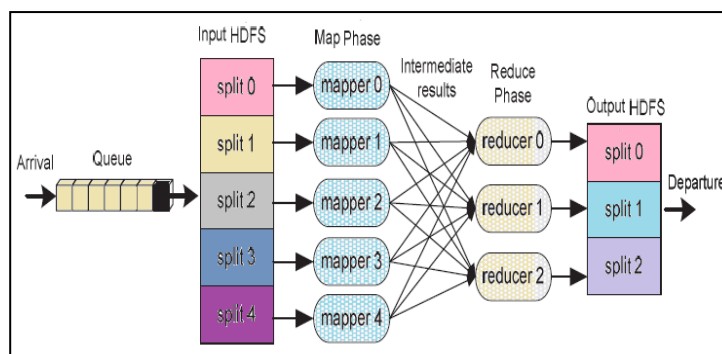 Input HDFS
Map Phase
Intermediate
results
Reduce
Phase
Output HDFS
Arrival
Queue
split 0
split 1
split 2
split 3
split 4
mapper 0
mapper 1
mapper 2
mapper 3
mapper 4
reducer 0
reducer 1
reducer 2
split 0
split 1
split 2
Departure